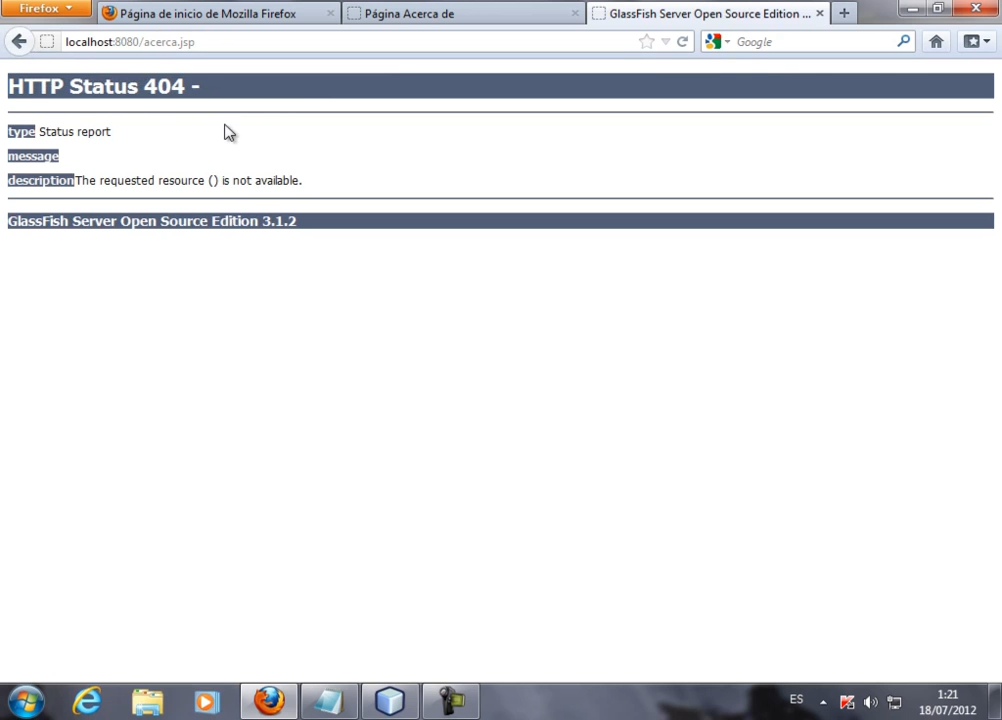 Firefox
Página de inicio de Mozilla Firefox
Página Acerca de
GlassFish Server Open Source Edition ...
localhost:8080/acerca.jsp
Google
HTTP Status 404 -
type Status report
message
descriptionThe requested resource () is not available.
GlassFish Server Open Source Edition 3.1.2
ES
1:21
18/07/2012